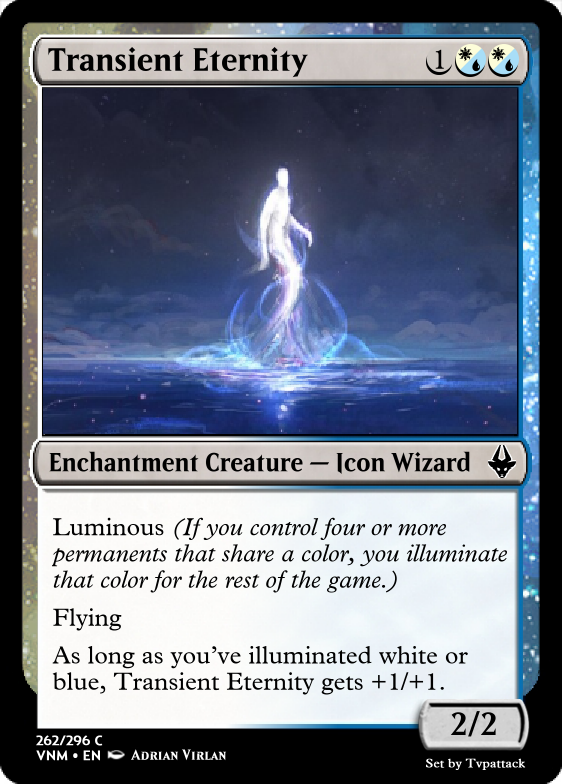 Transient Eternity 1
Enchantment Creature — Icon Wizard
Luminous (If you control four or more
permanents that share a color, you illuminate
that color for the rest of the game.)
Flying
As long as you’ve illuminated white or
blue, Transient Eternity gets +1/+1.
2/2
262/296 C
VNM • EN Adrian Virlan
Set by Tvpattack